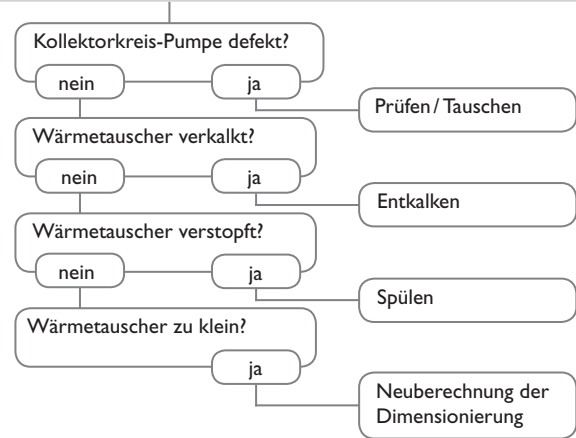 Kollektorkreis-Pumpe defekt?
nein
ja
Prüfen / Tauschen
Wärmetauscher verkalkt?
nein
ja
Entkalken
Wärmetauscher verstopft?
nein
ja
Spülen
Wärmetauscher zu klein?
ja
Neuberechnung der
Dimensionierung